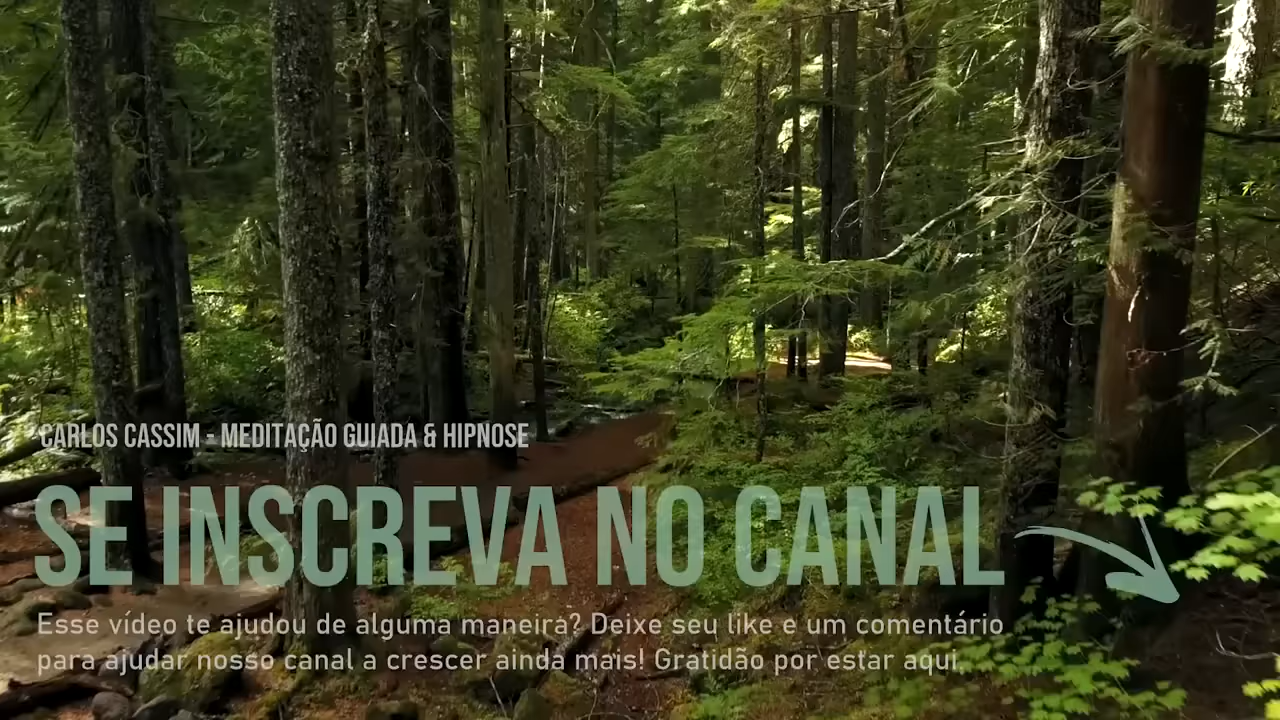 CARLOS CASSIM - MEDITAÇÃO GUIADA & HIPNOSE
SE INSCREVA NO CANAL
Esse vídeo te ajudou de alguma maneira? Deixe seu like e um comentário
para ajudar nosso canal a crescer ainda mais! Gratidão por estar aqui.